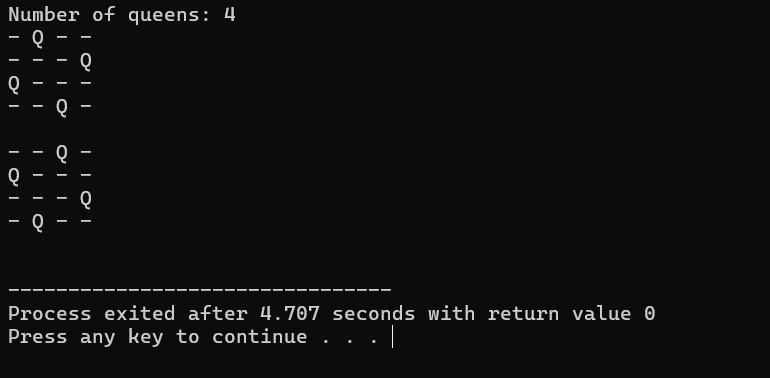 Number of queens: 4
- Q - -
- - - Q
Q - - -
- - Q -
- - Q -
Q - - -
- - - Q
- Q - -
--------------------------------
Process exited after 4.707 seconds with return value 0
Press any key to continue . . .